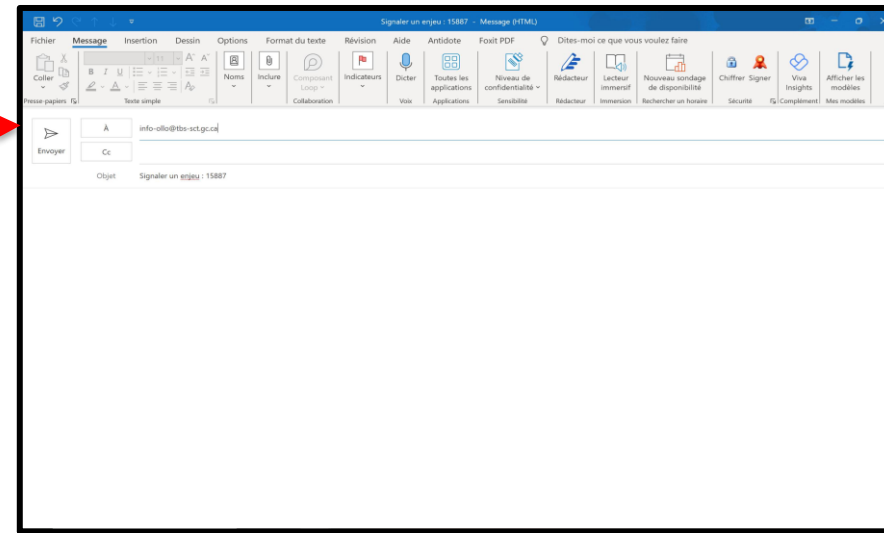 Signaler un enjeu : 15887 - Message (HTML)
Fichier Message Insertion Dessin Options Format du texte Révision Aide Antidote Foxit PDF Dites-moi ce que vous voulez faire
Coller
11
B I U
Noms
Inclure
Composant Loop
Indicateurs
Dicter
Toutes les applications
Niveau de confidentialité
Rédacteur
Lecteur immersif
Nouveau sondage de disponibilité
Chiffrer Signer
Viva Insights
Afficher les modèles
Presse-papiers Texte simple Collaboration Voix Applications Sensibilité Rédacteur Immersion Rechercher un horaire Sécurité Complément Mes modèles
Envoyer
À info-ollo@tbs-sct.gc.ca
Cc
Objet Signaler un enjeu : 15887